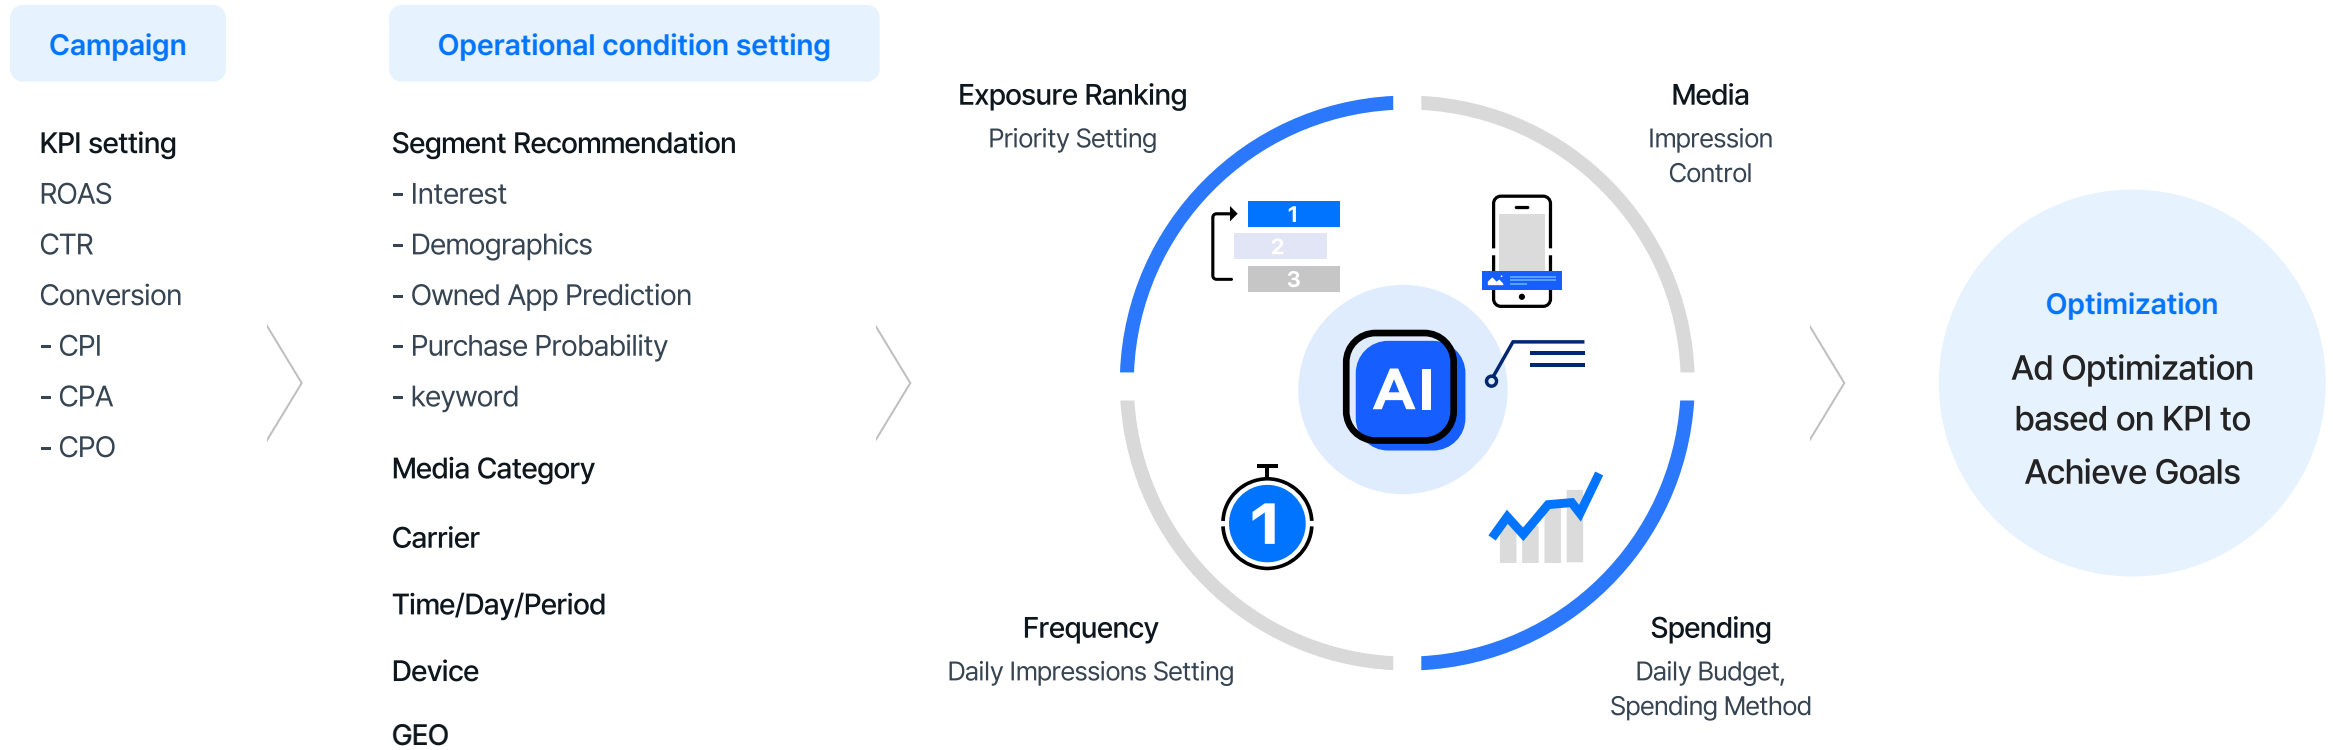 Campaign
KPI setting
ROAS
CTR
Conversion
- CPI
- CPA
- CPO
Operational condition setting
Segment Recommendation
- Interest
- Demographics
- Owned App Prediction
- Purchase Probability
- keyword
Media Category
Carrier
Time/Day/Period
Device
GEO
Exposure Ranking
Priority Setting
Media
Impression
Control
1
2
3
AI
1
Frequency
Daily Impressions Setting
Spending
Daily Budget,
Spending Method
Optimization
Ad Optimization
based on KPI to
Achieve Goals